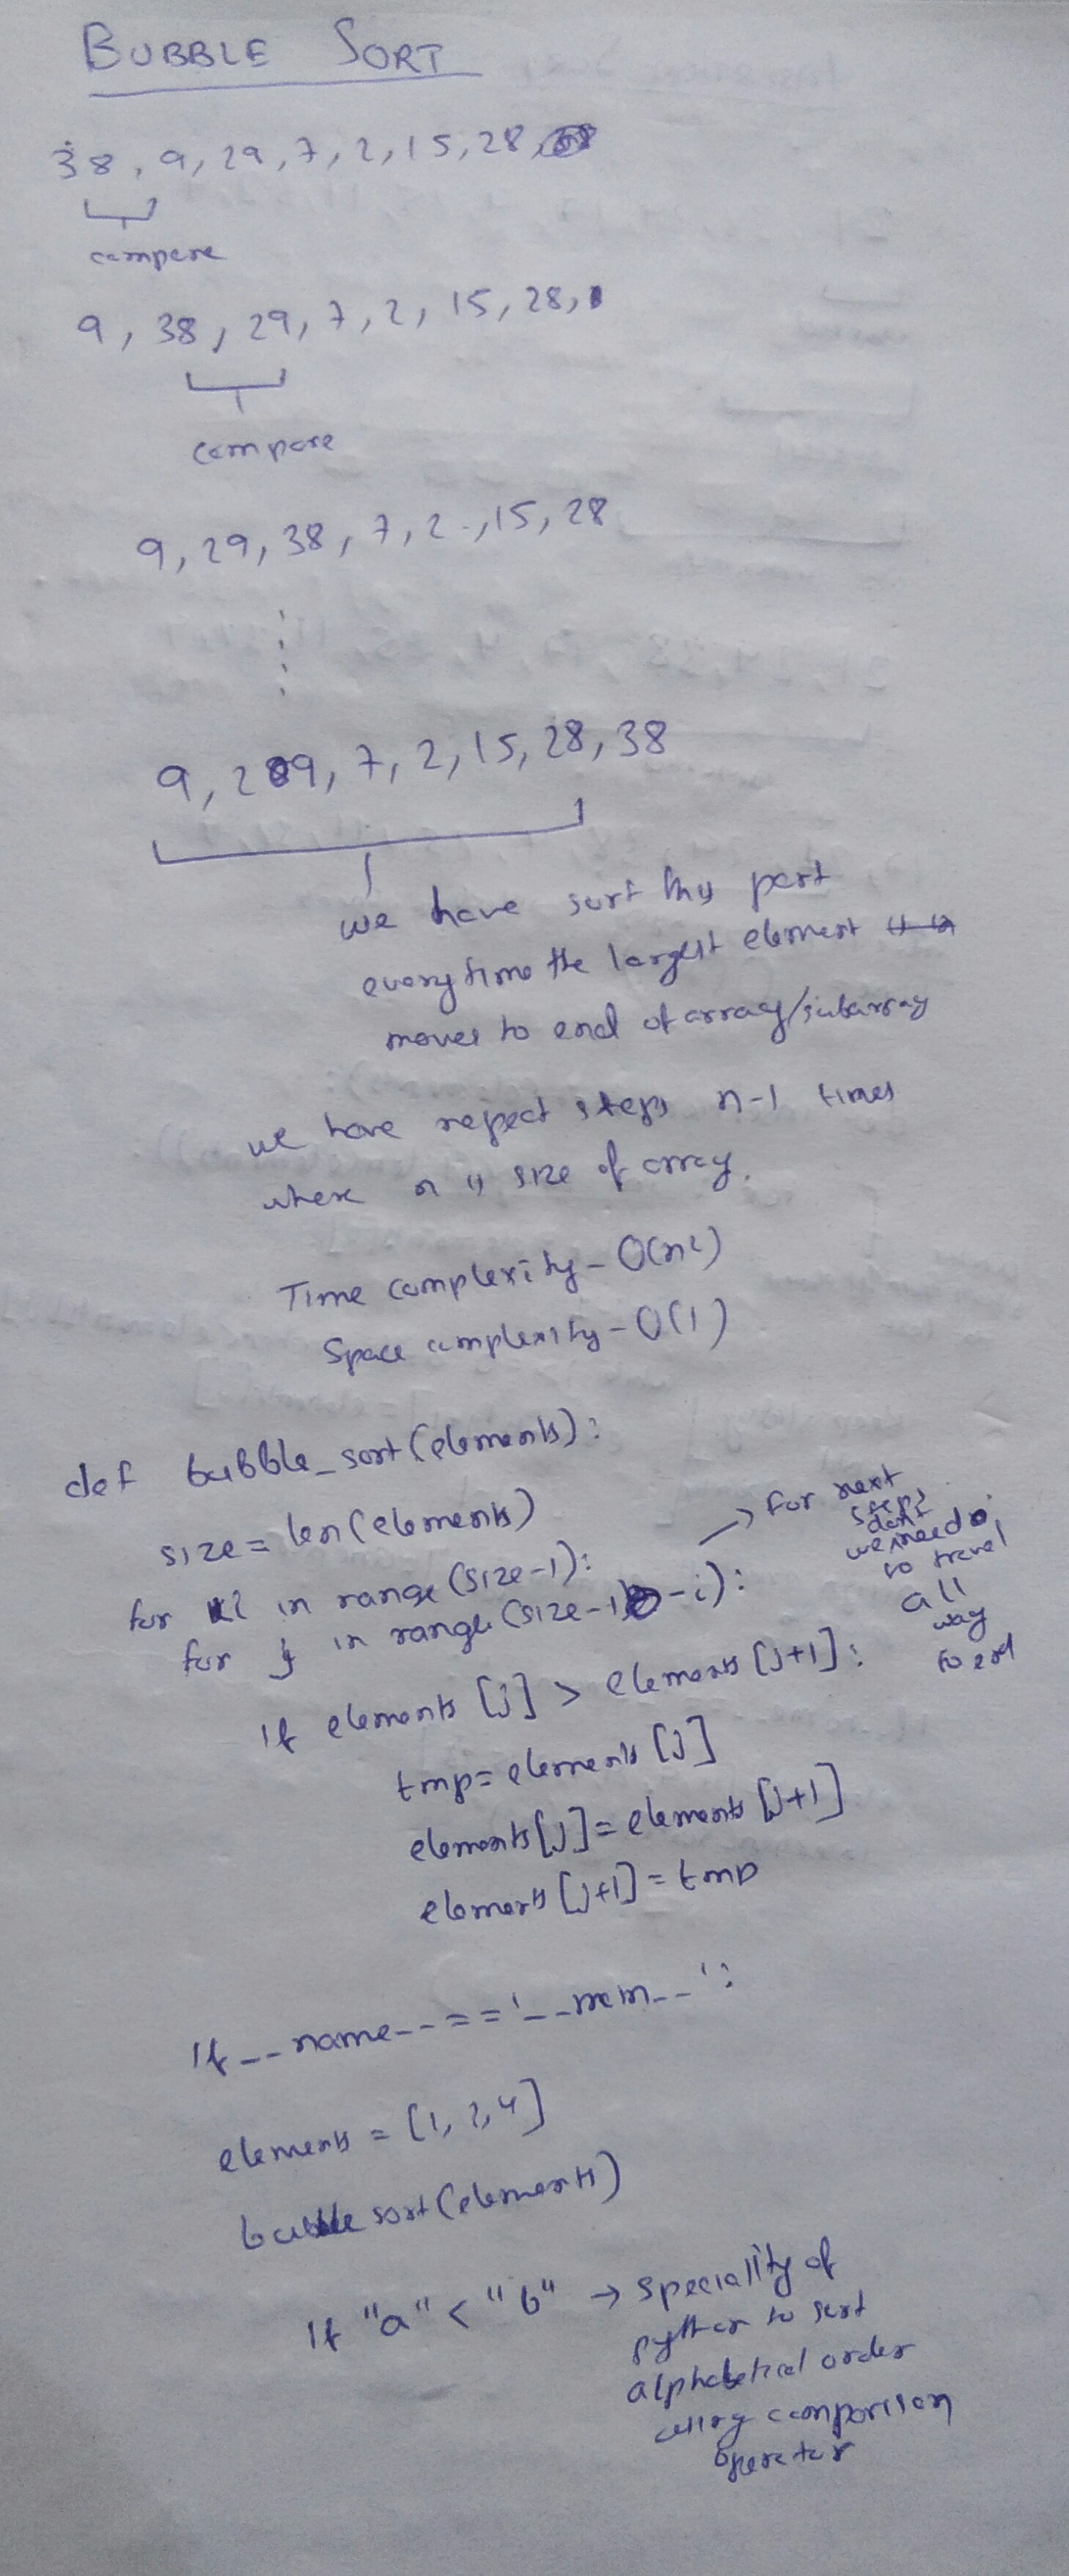 BUBBLE SORT
38, 9, 29, 7, 2, 15, 28,
compare
9, 38, 29, 7, 2, 15, 28,
compare
9, 29, 38, 7, 2, 15, 28
9, 29, 7, 2, 15, 28, 38
we have sort this part
everytime the largest element
moves to end of array/subarray
we have repeat steps n-1 times
where n is size of array.
Time complexity - O(n²)
Space complexity - O(1)
def bubble_sort(elements):
size = len(elements)
for i in range(size-1):
for j in range(size-1-i):
→ for next
steps
we don't need
to travel
all
way
to end
if elements[j] > elements[j+1]:
tmp = elements[j]
elements[j] = elements[j+1]
elements[j+1] = tmp
If __name__ == '__main__':
elements = [1, 2, 4]
bubble sort(elements)
If "a" < "b" → speciality of
python to sort
alphabetical order
using comparison
operator